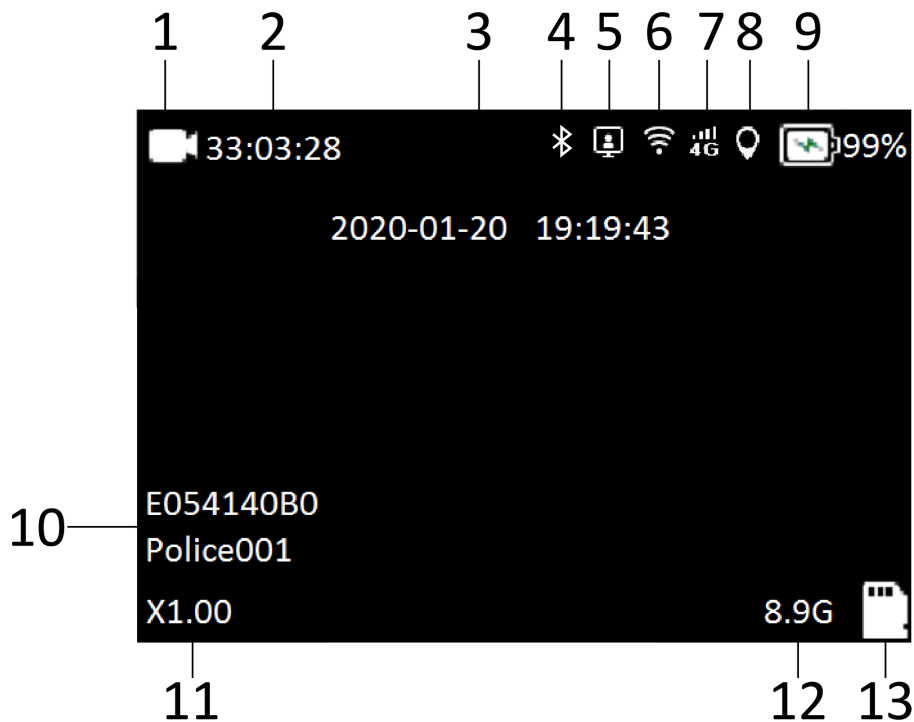 1 2 3 4 5 6 7 8 9
33:03:28 4G 99%
2020-01-20 19:19:43
E054140B0
10
Police001
X1.00 8.9G
11 12 13